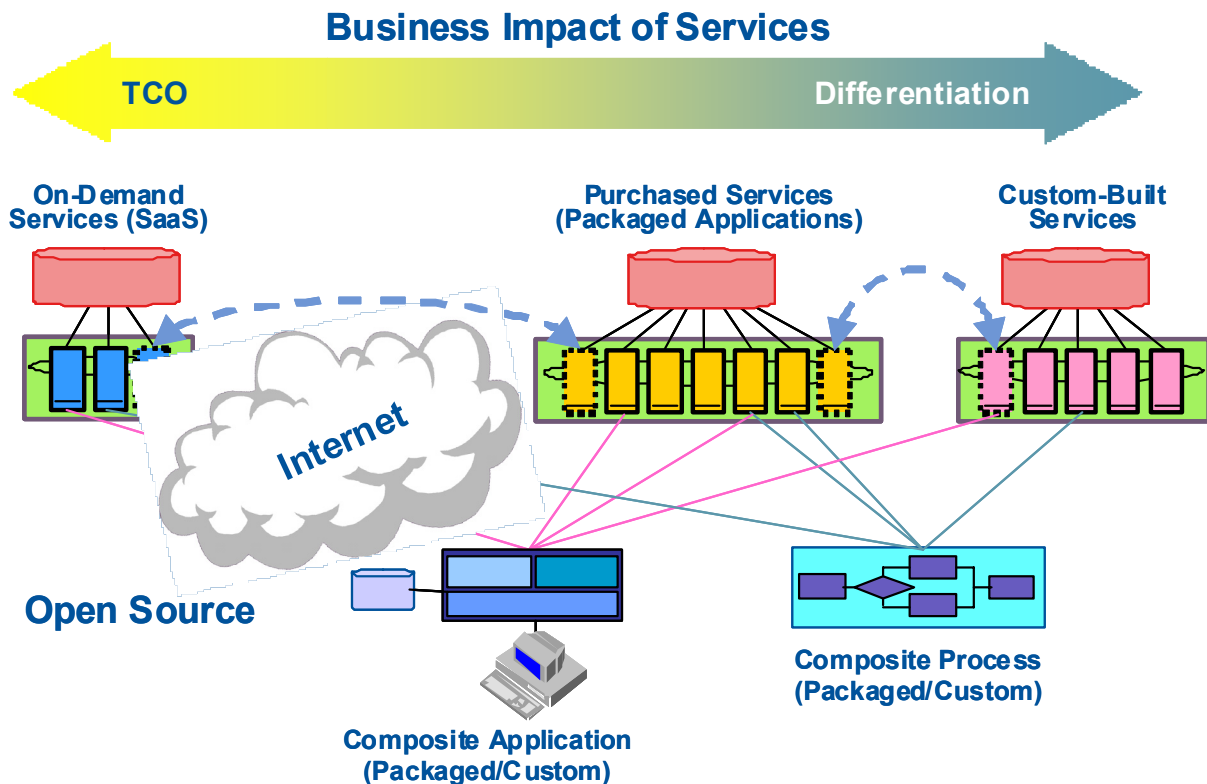 Business Impact of Services
TCO
Differentiation
On-Demand
Services (SaaS)
Purchased Services
(Packaged Applications)
Custom-Built
Services
Internet
Open Source
Composite Application
(Packaged/Custom)
Composite Process
(Packaged/Custom)